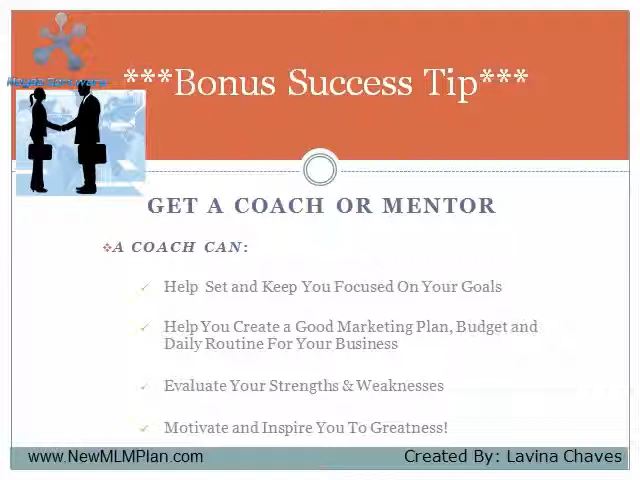 ***Bonus Success Tip***
GET A COACH OR MENTOR
A COACH CAN:
Help Set and Keep You Focused On Your Goals
Help You Create a Good Marketing Plan, Budget and
Daily Routine For Your Business
Evaluate Your Strengths & Weaknesses
Motivate and Inspire You To Greatness!
www.NewMLMPlan.com
Created By: Lavina Chaves